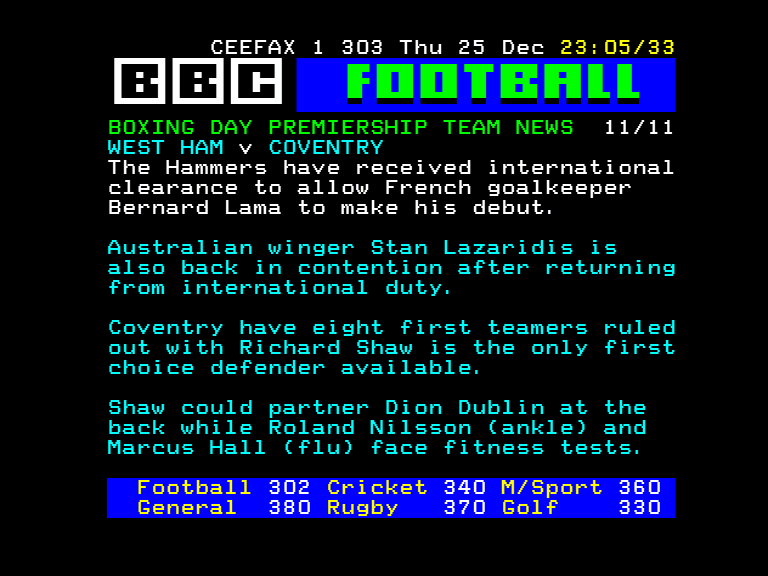 CEEFAX 1 303 Thu 25 Dec 23:05/33
BBC FOOTBALL
BOXING DAY PREMIERSHIP TEAM NEWS 11/11
WEST HAM v COVENTRY
The Hammers have received international
clearance to allow French goalkeeper
Bernard Lama to make his debut.
Australian winger Stan Lazaridis is
also back in contention after returning
from international duty.
Coventry have eight first teamers ruled
out with Richard Shaw is the only first
choice defender available.
Shaw could partner Dion Dublin at the
back while Roland Nilsson (ankle) and
Marcus Hall (flu) face fitness tests.
Football 302 Cricket 340 M/Sport 360
General 380 Rugby 370 Golf 330